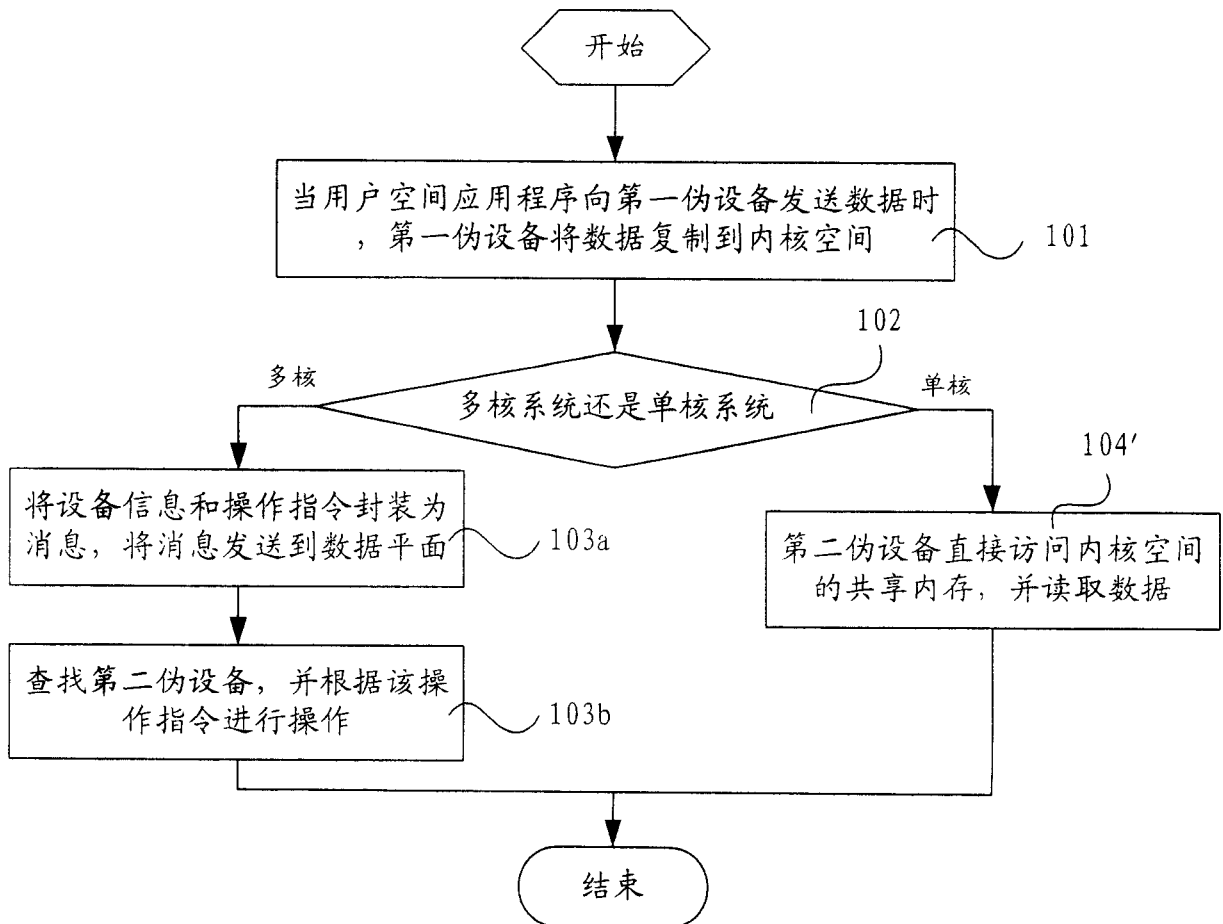 开始
当用户空间应用程序向第一伪设备发送数据时
，第一伪设备将数据复制到内核空间
101
102
多核
多核系统还是单核系统
单核
104′
将设备信息和操作指令封装为
消息，将消息发送到数据平面
103a
第二伪设备直接访问内核空间
的共享内存，并读取数据
查找第二伪设备，并根据该操
作指令进行操作
103b
结束